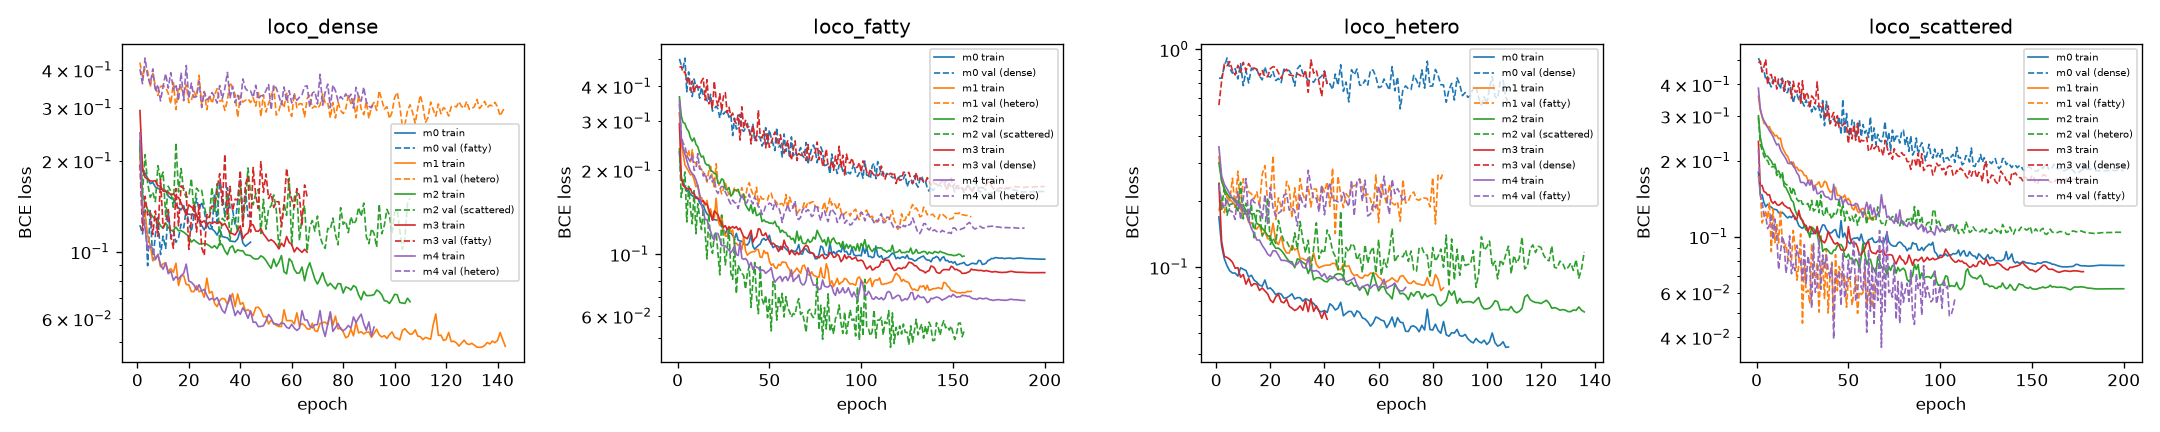 loco_dense
BCE loss
4 × 10⁻¹
3 × 10⁻¹
2 × 10⁻¹
10⁻¹
6 × 10⁻²
m0 train
m0 val (fatty)
m1 train
m1 val (hetero)
m2 train
m2 val (scattered)
m3 train
m3 val (fatty)
m4 train
m4 val (hetero)
0 20 40 60 80 100 120 140
epoch
loco_fatty
BCE loss
4 × 10⁻¹
3 × 10⁻¹
2 × 10⁻¹
10⁻¹
6 × 10⁻²
m0 train
m0 val (dense)
m1 train
m1 val (hetero)
m2 train
m2 val (scattered)
m3 train
m3 val (dense)
m4 train
m4 val (hetero)
0 50 100 150 200
epoch
loco_hetero
BCE loss
10⁰
10⁻¹
m0 train
m0 val (dense)
m1 train
m1 val (fatty)
m2 train
m2 val (scattered)
m3 train
m3 val (dense)
m4 train
m4 val (fatty)
0 20 40 60 80 100 120 140
epoch
loco_scattered
BCE loss
4 × 10⁻¹
3 × 10⁻¹
2 × 10⁻¹
10⁻¹
6 × 10⁻²
4 × 10⁻²
m0 train
m0 val (dense)
m1 train
m1 val (fatty)
m2 train
m2 val (hetero)
m3 train
m3 val (dense)
m4 train
m4 val (fatty)
0 50 100 150 200
epoch